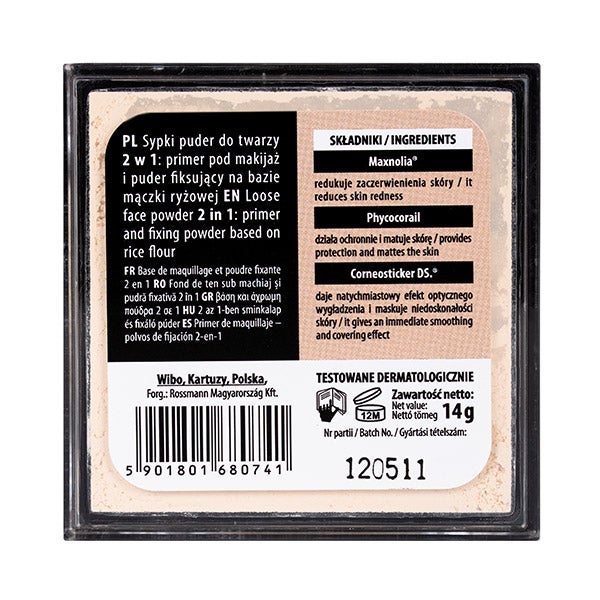 PL Sypki puder do twarzy
2 w 1: primer pod makijaż
i puder fiksujący na bazie
mączki ryżowej EN Loose
face powder 2 in 1: primer
and fixing powder based on
rice flour
FR Base de maquillage et poudre fixante
2 en 1 RO Fond de ten sub machiaj și
pudră fixativă 2 în 1 GR βάση και άχρωμη
πούδρα 2 σε 1 HU 2 az 1-ben sminkalap
és fixáló púder ES Primer de maquillaje –
polvos de fijación 2-en-1
SKŁADNIKI / INGREDIENTS
Maxnolia®
redukuje zaczerwienienia skóry / it
reduces skin redness
Phycocorail
działa ochronnie i matuje skórę / provides
protection and mattes the skin
Corneosticker DS.®
daje natychmiastowy efekt optycznego
wygładzenia i maskuje niedoskonałości
skóry / it gives an immediate smoothing
and covering effect
Wibo, Kartuzy, Polska,
Forg.: Rossmann Magyarország Kft.
5 901801 680741
TESTOWANE DERMATOLOGICZNIE
12M
Zawartość netto:
Net value:
Nettó tömeg 14 g
Nr partii / Batch No. / Gyártási tételszám:
120511